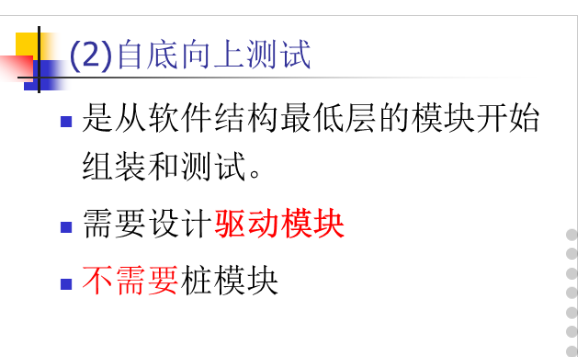 (2)自底向上测试
是从软件结构最低层的模块开始
组装和测试。
需要设计驱动模块
不需要桩模块